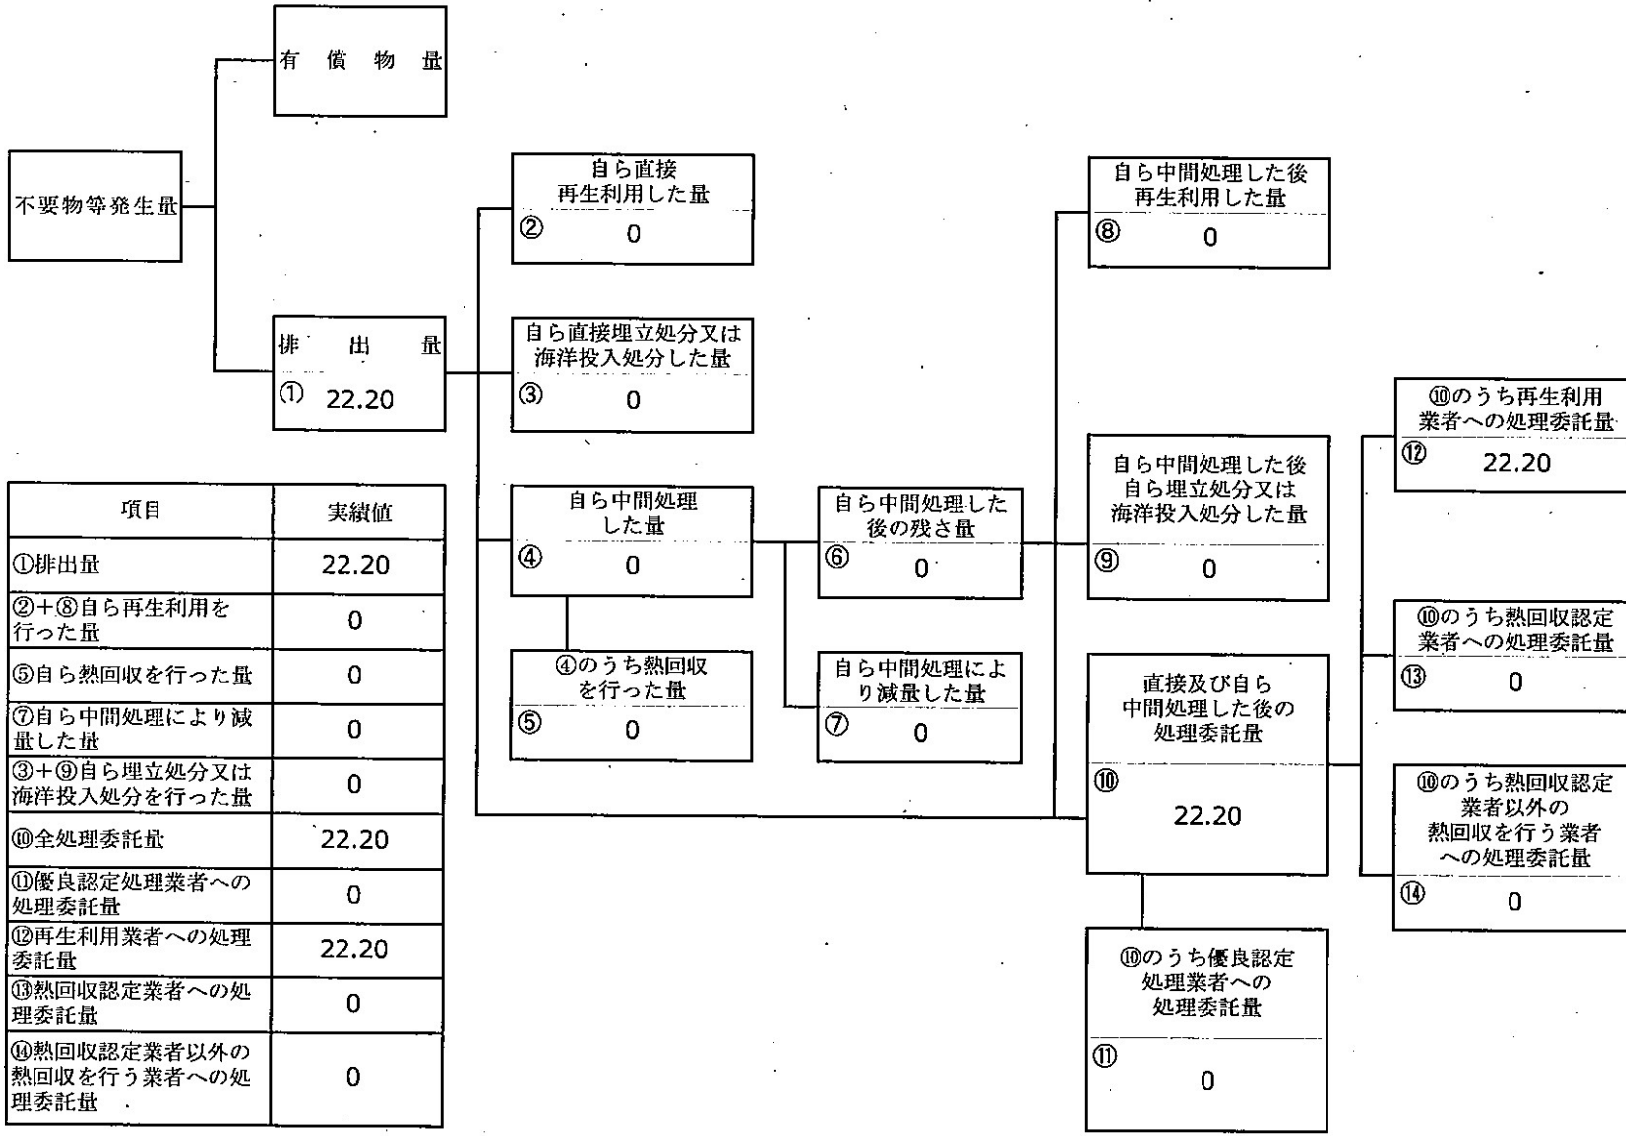 有償物量
不要物等発生量
排出量
① 22.20
自ら直接
再生利用した量
② 0
自ら直接埋立処分又は
海洋投入処分した量
③ 0
自ら中間処理
した量
④ 0
④のうち熱回収
を行った量
⑤ 0
自ら中間処理した
後の残さ量
⑥ 0
自ら中間処理によ
り減量した量
⑦ 0
自ら中間処理した後
再生利用した量
⑧ 0
自ら中間処理した後
自ら埋立処分又は
海洋投入処分した量
⑨ 0
直接及び自ら
中間処理した後の
処理委託量
⑩
22.20
⑩のうち優良認定
処理業者への
処理委託量
⑪
0
⑩のうち再生利用
業者への処理委託量
⑫ 22.20
⑩のうち熱回収認定
業者への処理委託量
⑬ 0
⑩のうち熱回収認定
業者以外の
熱回収を行う業者
への処理委託量
⑭ 0
項目 実績値
①排出量 22.20
②+⑧自ら再生利用を
行った量 0
⑤自ら熱回収を行った量 0
⑦自ら中間処理により減
量した量 0
③+⑨自ら埋立処分又は
海洋投入処分を行った量 0
⑩全処理委託量 22.20
⑪優良認定処理業者への
処理委託量 0
⑫再生利用業者への処理
委託量 22.20
⑬熱回収認定業者への処
理委託量 0
⑭熱回収認定業者以外の
熱回収を行う業者への処
理委託量 0